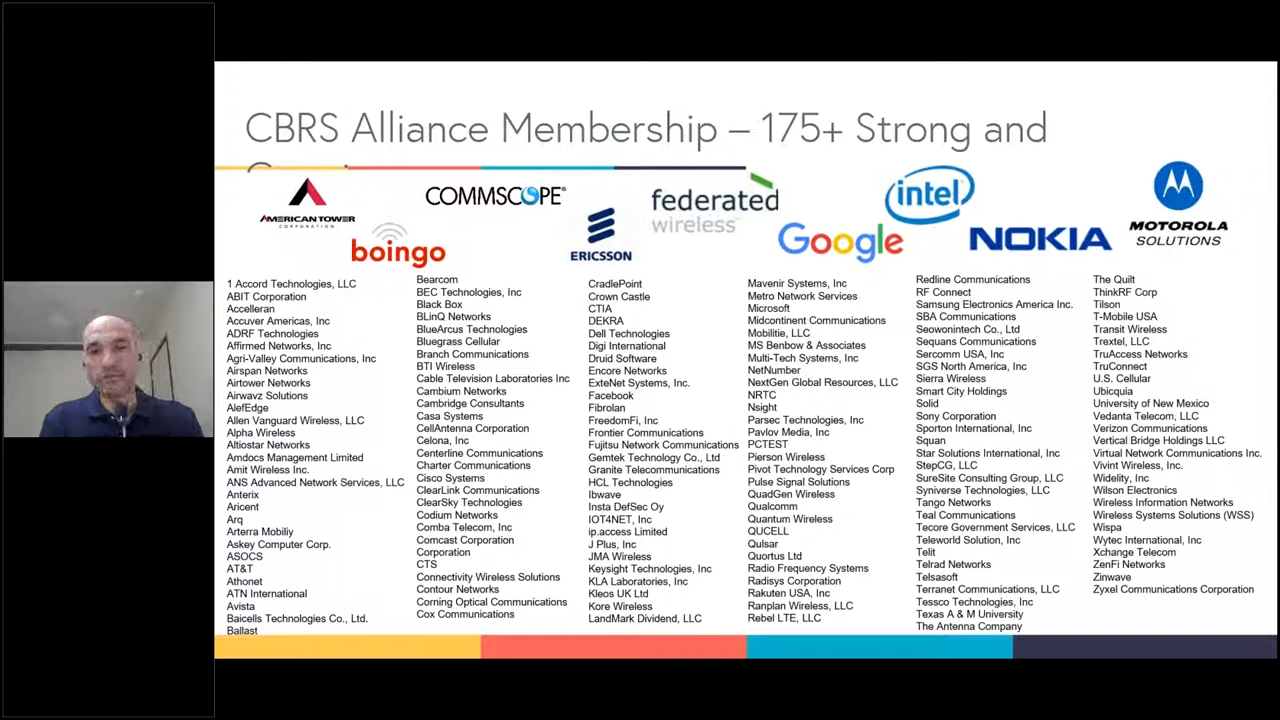 CBRS Alliance Membership – 175+ Strong and
AMERICAN TOWER
CORPORATION
COMMSCOPE®
federated
wireless™
intel
MOTOROLA
SOLUTIONS
boingo
ERICSSON
Google
NOKIA
1 Accord Technologies, LLC
ABIT Corporation
Accelleran
Accuver Americas, Inc
ADRF Technologies
Affirmed Networks, Inc
Agri-Valley Communications, Inc
Airspan Networks
Airtower Networks
Airwavz Solutions
AlefEdge
Allen Vanguard Wireless, LLC
Alpha Wireless
Altiostar Networks
Amdocs Management Limited
Amit Wireless Inc.
ANS Advanced Network Services, LLC
Anterix
Aricent
Arq
Arterra Mobiliy
Askey Computer Corp.
ASOCS
AT&T
Athonet
ATN International
Avista
Baicells Technologies Co., Ltd.
Ballast
Bearcom
BEC Technologies, Inc
Black Box
BLinQ Networks
BlueArcus Technologies
Bluegrass Cellular
Branch Communications
BTI Wireless
Cable Television Laboratories Inc
Cambium Networks
Cambridge Consultants
Casa Systems
CellAntenna Corporation
Celona, Inc
Centerline Communications
Charter Communications
Cisco Systems
ClearLink Communications
ClearSky Technologies
Codium Networks
Comba Telecom, Inc
Comcast Corporation
Corporation
CTS
Connectivity Wireless Solutions
Contour Networks
Corning Optical Communications
Cox Communications
CradlePoint
Crown Castle
CTIA
DEKRA
Dell Technologies
Digi International
Druid Software
Encore Networks
ExteNet Systems, Inc.
Facebook
Fibrolan
FreedomFi, Inc
Frontier Communications
Fujitsu Network Communications
Gemtek Technology Co., Ltd
Granite Telecommunications
HCL Technologies
Ibwave
Insta DefSec Oy
IOT4NET, Inc
ip.access Limited
J Plus, Inc
JMA Wireless
Keysight Technologies, Inc
KLA Laboratories, Inc
Kleos UK Ltd
Kore Wireless
LandMark Dividend, LLC
Mavenir Systems, Inc
Metro Network Services
Microsoft
Midcontinent Communications
Mobilitie, LLC
MS Benbow & Associates
Multi-Tech Systems, Inc
NetNumber
NextGen Global Resources, LLC
NRTC
Nsight
Parsec Technologies, Inc
Pavlov Media, Inc
PCTEST
Pierson Wireless
Pivot Technology Services Corp
Pulse Signal Solutions
QuadGen Wireless
Qualcomm
Quantum Wireless
QUCELL
Qulsar
Quortus Ltd
Radio Frequency Systems
Radisys Corporation
Rakuten USA, Inc
Ranplan Wireless, LLC
Rebel LTE, LLC
Redline Communications
RF Connect
Samsung Electronics America Inc.
SBA Communications
Seowonintech Co., Ltd
Sequans Communications
Sercomm USA, Inc
SGS North America, Inc
Sierra Wireless
Smart City Holdings
Solid
Sony Corporation
Sporton International, Inc
Squan
Star Solutions International, Inc
StepCG, LLC
SureSite Consulting Group, LLC
Syniverse Technologies, LLC
Tango Networks
Teal Communications
Tecore Government Services, LLC
Teleworld Solution, Inc
Telit
Telrad Networks
Telsasoft
Terranet Communications, LLC
Tessco Technologies, Inc
Texas A & M University
The Antenna Company
The Quilt
ThinkRF Corp
Tilson
T-Mobile USA
Transit Wireless
Trextel, LLC
TruAccess Networks
TruConnect
U.S. Cellular
Ubicquia
University of New Mexico
Vedanta Telecom, LLC
Verizon Communications
Vertical Bridge Holdings LLC
Virtual Network Communications Inc.
Vivint Wireless, Inc.
Widelity, Inc
Wilson Electronics
Wireless Information Networks
Wireless Systems Solutions (WSS)
Wispa
Wytec International, Inc
Xchange Telecom
ZenFi Networks
Zinwave
Zyxel Communications Corporation